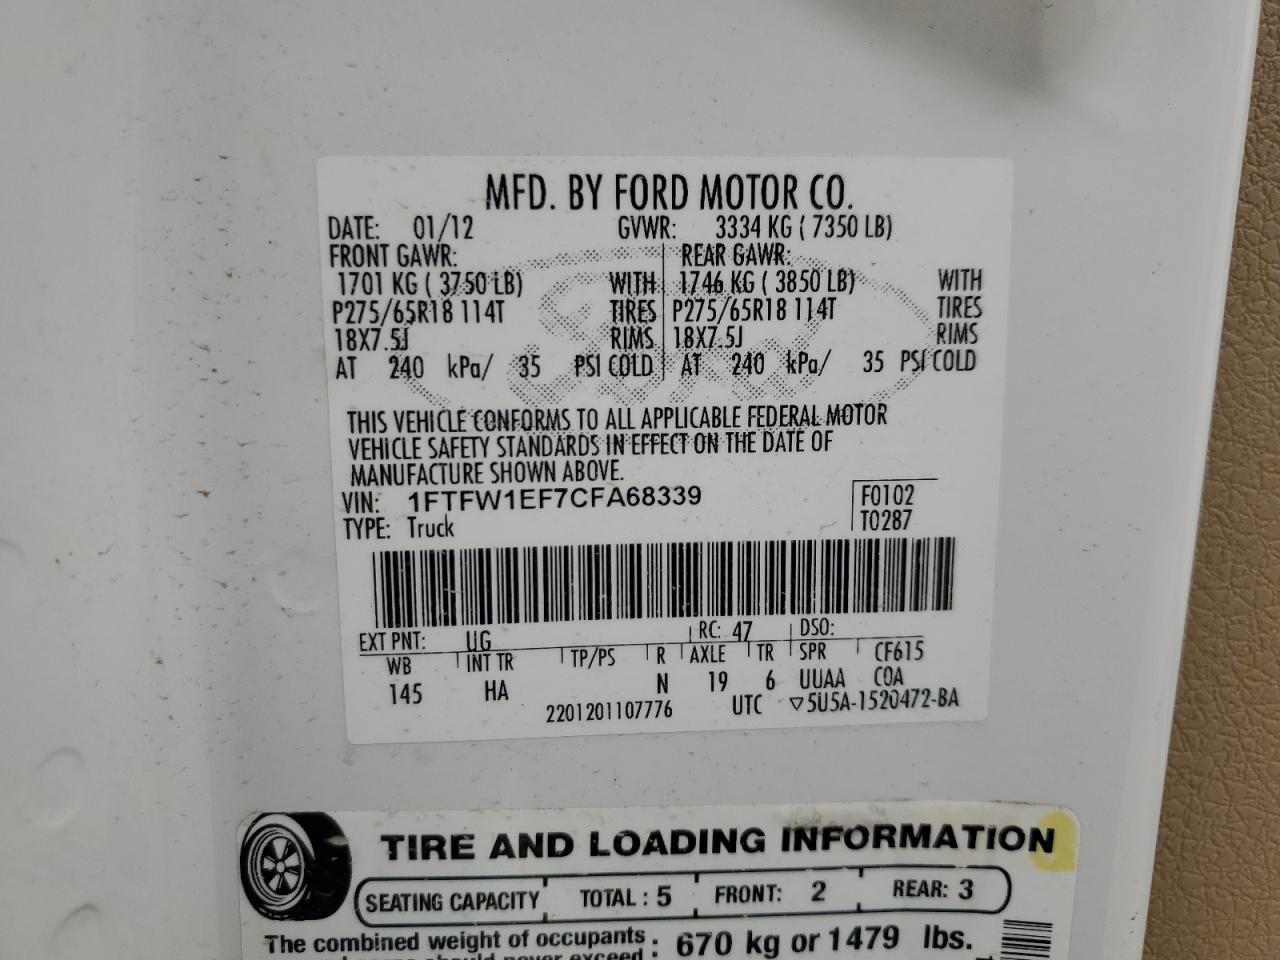 MFD. BY FORD MOTOR CO.
DATE: 01/12 GVWR: 3334 KG ( 7350 LB)
FRONT GAWR: REAR GAWR:
1701 KG ( 3750 LB) WITH 1746 KG ( 3850 LB) WITH
P275/65R18 114T TIRES P275/65R18 114T TIRES
18X7.5J RIMS 18X7.5J RIMS
AT 240 kPa/ 35 PSI COLD AT 240 kPa/ 35 PSI COLD
THIS VEHICLE CONFORMS TO ALL APPLICABLE FEDERAL MOTOR
VEHICLE SAFETY STANDARDS IN EFFECT ON THE DATE OF
MANUFACTURE SHOWN ABOVE.
VIN: 1FTFW1EF7CFA68339 F0102
TYPE: Truck T0287
EXT PNT: UG RC: 47 DSO:
WB INT TR TP/PS R AXLE TR SPR CF615
145 HA N 19 6 UUAA COA
2201201107776 UTC ▽5U5A-1520472-BA
TIRE AND LOADING INFORMATION
SEATING CAPACITY TOTAL : 5 FRONT: 2 REAR: 3
The combined weight of occupants : 670 kg or 1479 lbs.
should never exceed :